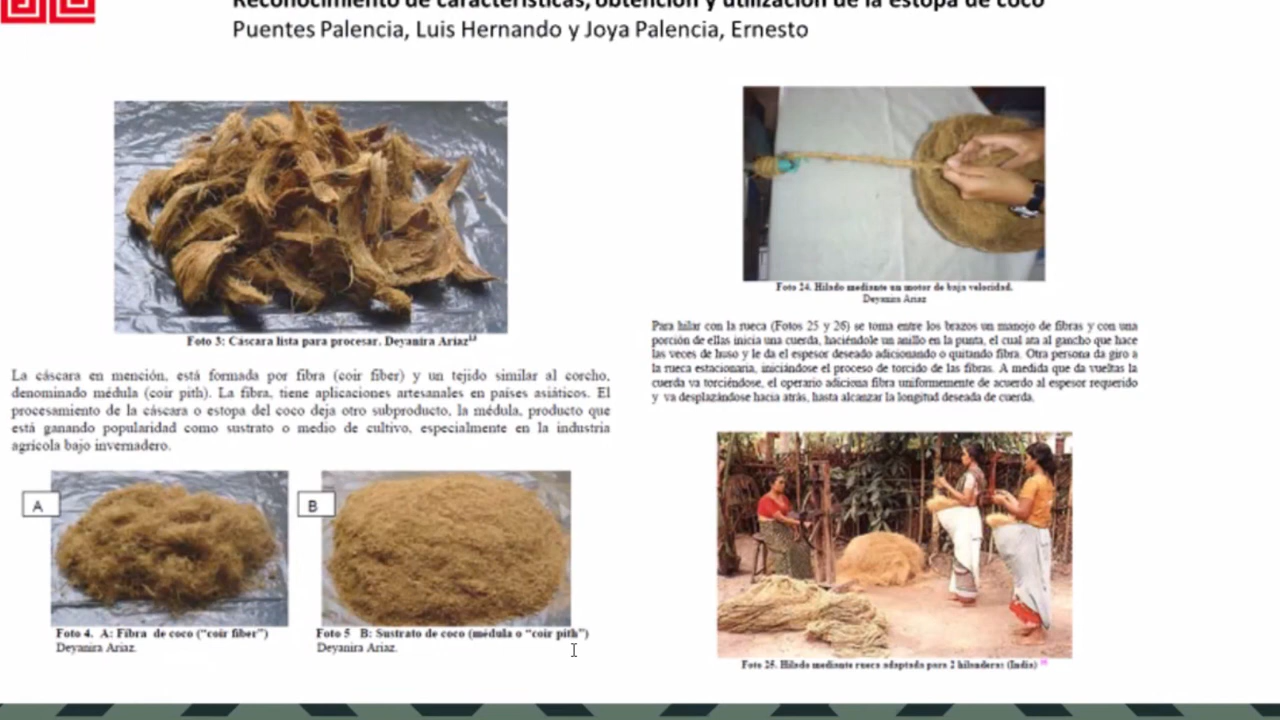 Reconocimiento de características, obtención y utilización de la estopa de coco
Puentes Palencia, Luis Hernando y Joya Palencia, Ernesto
Foto 3: Cáscara lista para procesar. Deyanira Ariaz
La cáscara en mención, está formada por fibra (coir fiber) y un tejido similar al corcho,
denominado médula (coir pith). La fibra, tiene aplicaciones artesanales en países asiáticos. El
procesamiento de la cáscara o estopa del coco deja otro subproducto, la médula, producto que
está ganando popularidad como sustrato o medio de cultivo, especialmente en la industria
agrícola bajo invernadero.
A
B
Foto 4. A: Fibra de coco ("coir fiber")
Deyanira Ariaz.
Foto 5 B: Sustrato de coco (médula o "coir pith")
Deyanira Ariaz.
Foto 24. Hilado mediante un motor de baja velocidad.
Deyanira Ariaz
Para hilar con la rueca (Fotos 25 y 26) se toma entre los brazos un manojo de fibras y con una
porción de ellas inicia una cuerda, haciéndole un anillo en la punta, el cual ata al gancho que hace
las veces de huso y le da el espesor deseado adicionando o quitando fibra. Otra persona da giro a
la rueca estacionaria, iniciándose el proceso de torcido de las fibras. A medida que da vueltas la
cuerda va torciéndose, el operario adiciona fibra uniformemente de acuerdo al espesor requerido
y va desplazándose hacia atrás, hasta alcanzar la longitud deseada de cuerda.
Foto 25. Hilado mediante rueca adaptada para 2 hilanderas (India)